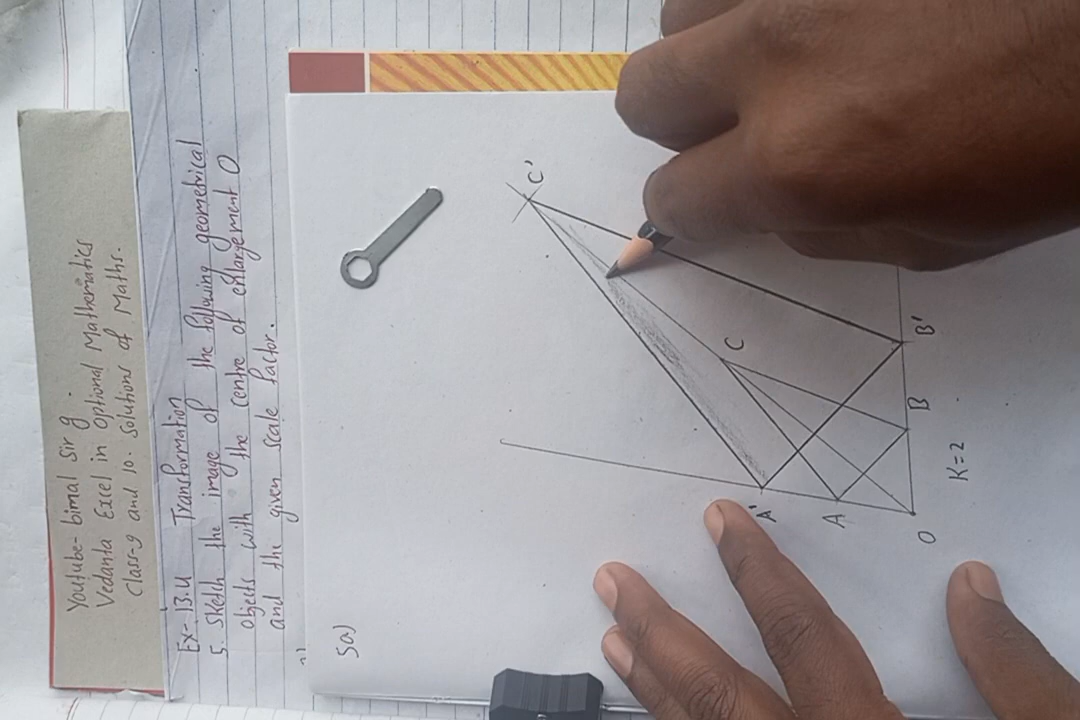 Youtube- bimal Sir g.
Vedanta Excel in Optional Mathematics
Class-9 and 10. Solutions of Maths.
Ex- 13.4 Transformation
5. Sketch the image of the following geometrical
objects with the centre of enlargement O
and the given scale factor.
5a)
C'
C
A'
A
B'
B
O
K=2